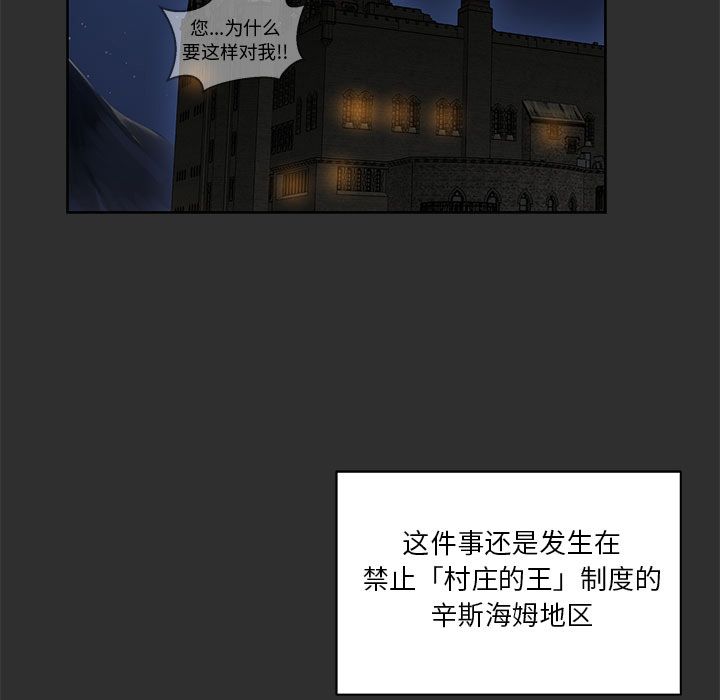 您...为什么
要这样对我!!
这件事还是发生在
禁止「村庄的王」制度的
辛斯海姆地区